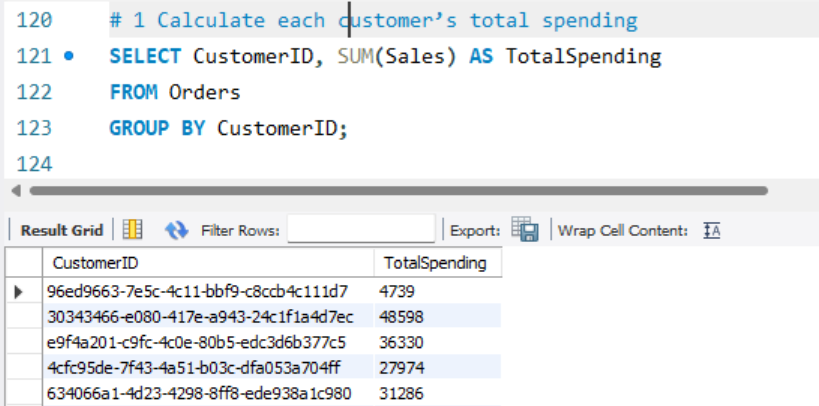 120 # 1 Calculate each customer’s total spending
121 SELECT CustomerID, SUM(Sales) AS TotalSpending
122 FROM Orders
123 GROUP BY CustomerID;
124
Result Grid Filter Rows: Export: Wrap Cell Content: IA
CustomerID TotalSpending
96ed9663-7e5c-4c11-bbf9-c8ccb4c111d7 4739
30343466-e080-417e-a943-24c1f1a4d7ec 48598
e9f4a201-c9fc-4c0e-80b5-edc3d6b377c5 36330
4cfc95de-7f43-4a51-b03c-dfa053a704ff 27974
634066a1-4d23-4298-8ff8-ede938a1c980 31286